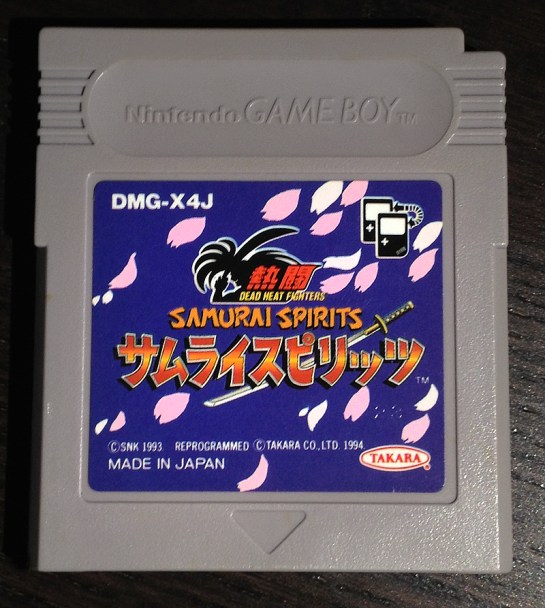 Nintendo GAME BOY TM
DMG-X4J
熱闘
DEAD HEAT FIGHTERS
SAMURAI SPIRITS
サムライスピリッツ TM
©SNK 1993. REPROGRAMMED ©TAKARA CO., LTD. 1994
MADE IN JAPAN
TAKARA®